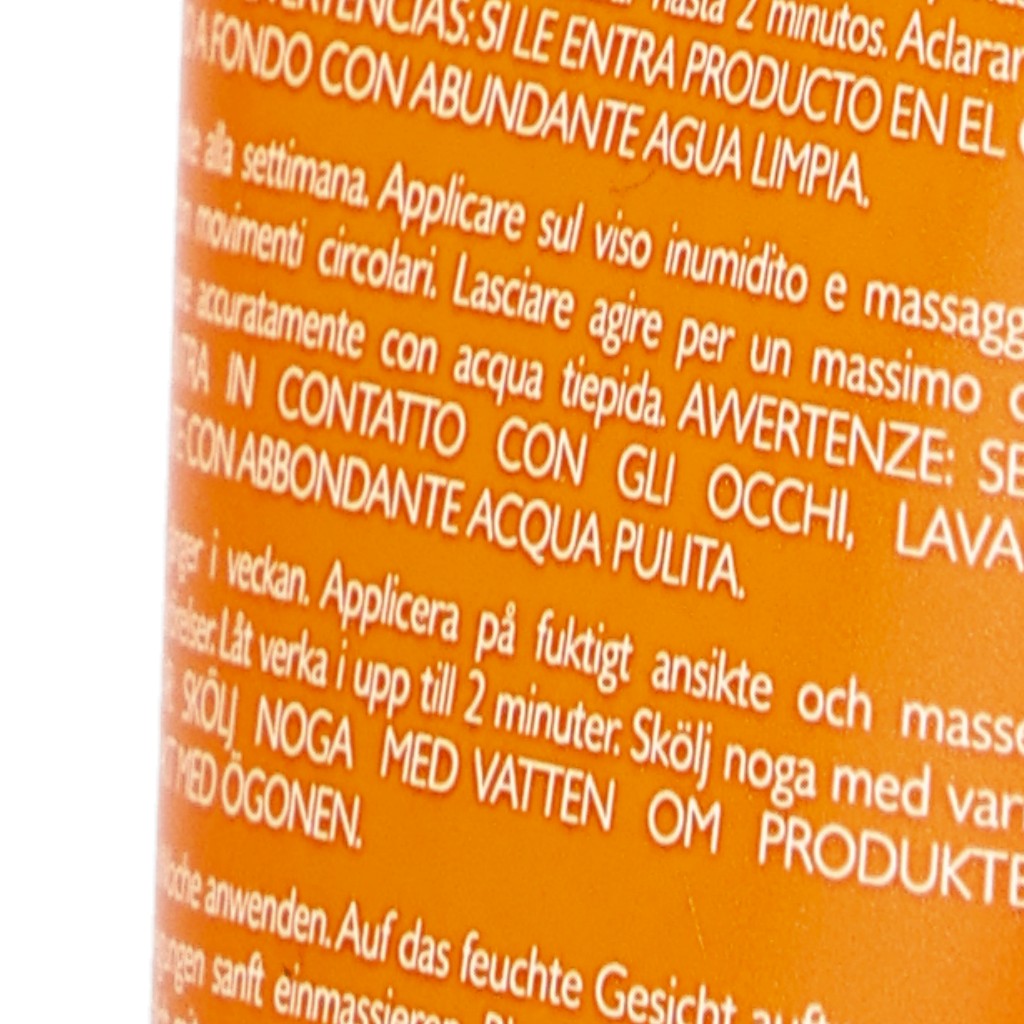 hasta 2 minutos. Aclarar
SI LE ENTRA PRODUCTO EN EL
A FONDO CON ABUNDANTE AGUA LIMPIA.
alla settimana. Applicare sul viso inumidito e massagg
movimenti circolari. Lasciare agire per un massimo
accuratamente con acqua tiepida. AVVERTENZE: SE
TRA IN CONTATTO CON GLI OCCHI, LAVA
CON ABBONDANTE ACQUA PULITA.
i veckan. Applicera på fuktigt ansikte och masse
Låt verka i upp till 2 minuter. Skölj noga med var
SKÖLJ NOGA MED VATTEN OM PRODUKTE
MED ÖGONEN.
oche anwenden. Auf das feuchte Gesicht
ungen sanft einmassieren.